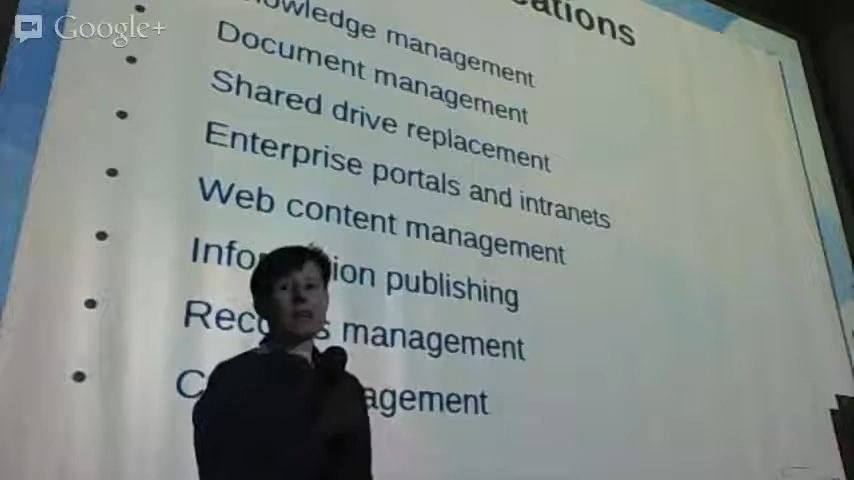 Google+
management
Document management
Shared drive replacement
Enterprise portals and intranets
Web content management
publishing
management